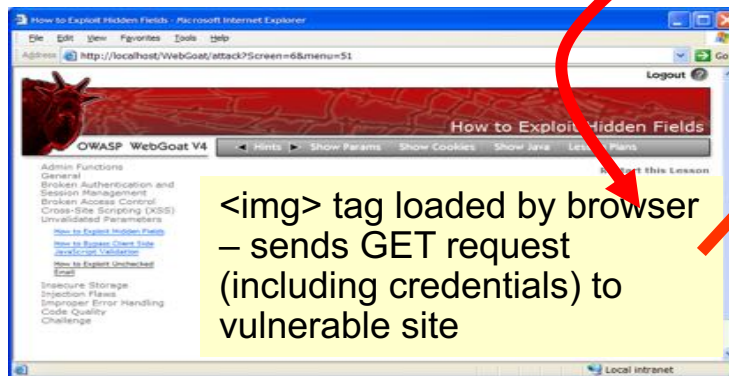 How to Exploit Hidden Fields - Microsoft Internet Explorer
File Edit View Favorites Tools Help
Address http://localhost/WebGoat/attack?Screen=6&menu=51 Go
Logout
How to Exploit Hidden Fields
OWASP WebGoat V4 Hints Show Params Show Cookies Show Java Lesson Plans
Restart this Lesson
Admin Functions
General
Broken Authentication and
Session Management
Broken Access Control
Cross-Site Scripting (XSS)
Unvalidated Parameters
How to Exploit Hidden Fields
How to Bypass Client Side
JavaScript Validation
How to Exploit Unchecked
Email
Insecure Storage
Injection Flaws
Improper Error Handling
Code Quality
Challenge
<img> tag loaded by browser
– sends GET request
(including credentials) to
vulnerable site
Local intranet